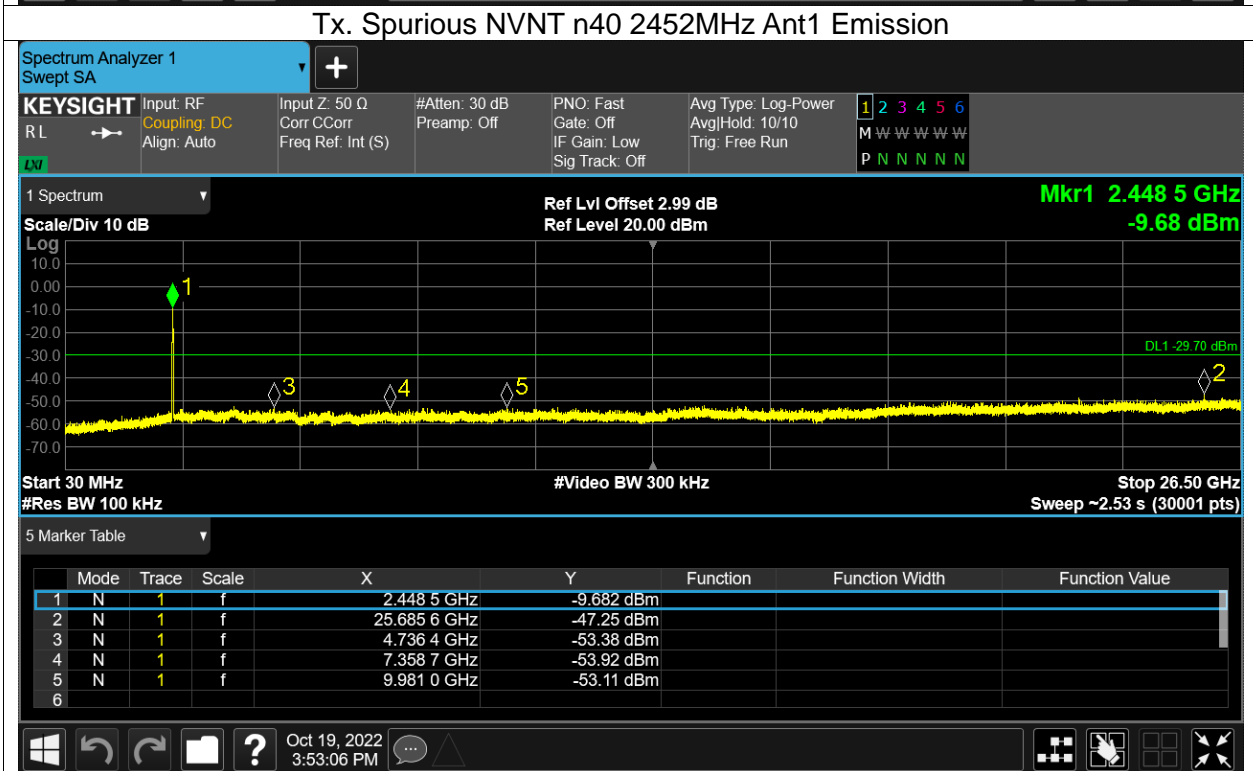 Tx. Spurious NVNT n40 2452MHz Ant1 Emission
Spectrum Analyzer 1
Swept SA
+
KEYSIGHT
RL
LXI
Input: RF
Coupling: DC
Align: Auto
Input Z: 50 Ω
Corr CCorr
Freq Ref: Int (S)
#Atten: 30 dB
Preamp: Off
PNO: Fast
Gate: Off
IF Gain: Low
Sig Track: Off
Avg Type: Log-Power
Avg|Hold: 10/10
Trig: Free Run
1 2 3 4 5 6
M W W W W W
P N N N N N
1 Spectrum
Scale/Div 10 dB
Ref Lvl Offset 2.99 dB
Ref Level 20.00 dBm
Mkr1 2.448 5 GHz
-9.68 dBm
Log
10.0
0.00
-10.0
-20.0
-30.0
-40.0
-50.0
-60.0
-70.0
1
DL1 -29.70 dBm
2
3
4
5
Start 30 MHz
#Res BW 100 kHz
#Video BW 300 kHz
Stop 26.50 GHz
Sweep ~2.53 s (30001 pts)
5 Marker Table
Mode Trace Scale X Y Function Function Width Function Value
1 N 1 f 2.448 5 GHz -9.682 dBm
2 N 1 f 25.685 6 GHz -47.25 dBm
3 N 1 f 4.736 4 GHz -53.38 dBm
4 N 1 f 7.358 7 GHz -53.92 dBm
5 N 1 f 9.981 0 GHz -53.11 dBm
6
?
Oct 19, 2022
3:53:06 PM